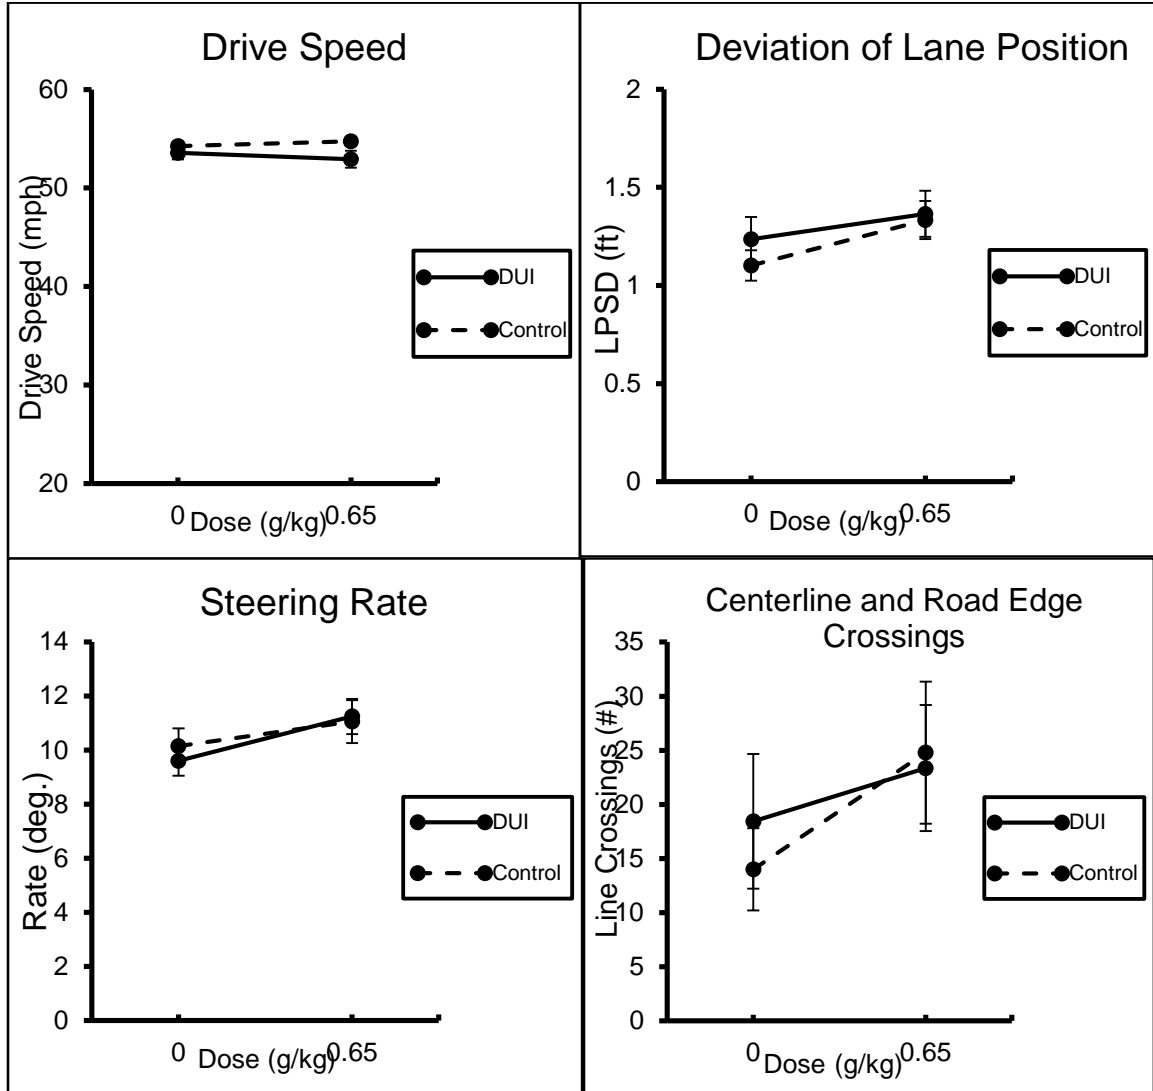 Drive Speed
60
50
40
30
20
Drive Speed (mph)
DUI
Control
0 Dose (g/kg) 0.65
Deviation of Lane Position
2
1.5
1
0.5
0
LPSD (ft)
DUI
Control
0 Dose (g/kg) 0.65
Steering Rate
14
12
10
8
6
4
2
0
Rate (deg.)
DUI
Control
0 Dose (g/kg) 0.65
Centerline and Road Edge
Crossings
35
30
25
20
15
10
5
0
Line Crossings (#)
DUI
Control
0 Dose (g/kg) 0.65